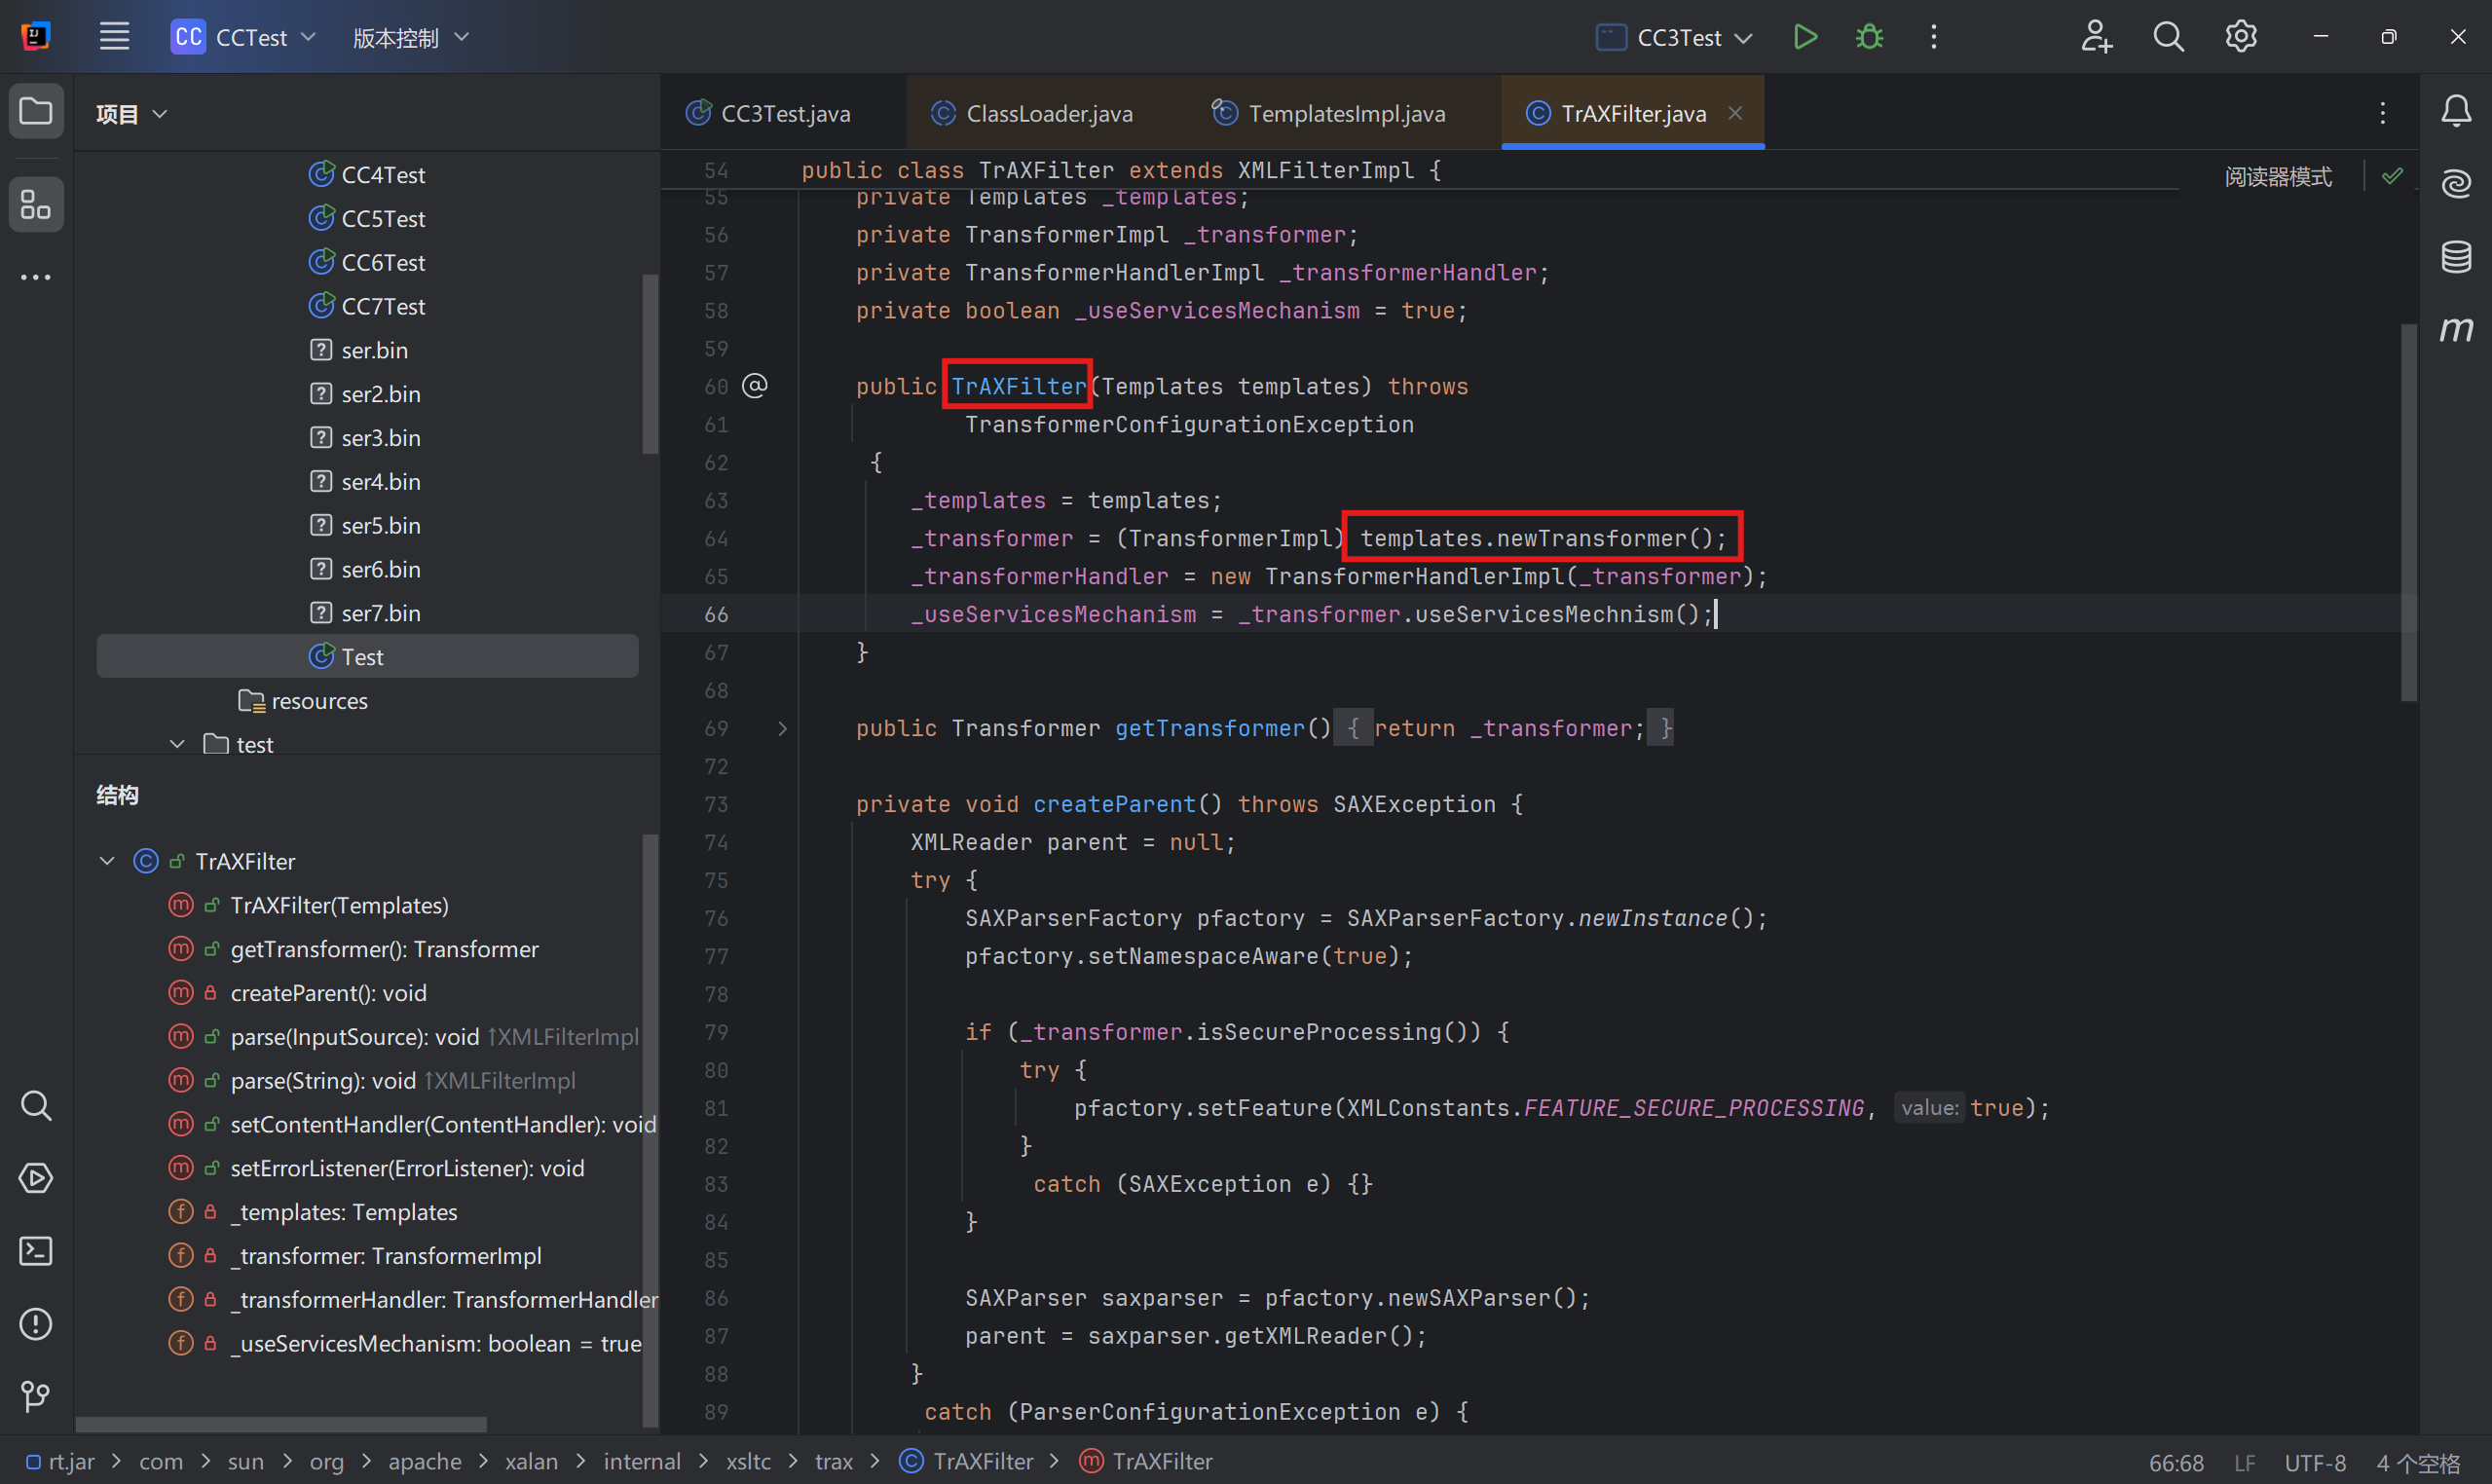 CC CCTest 版本控制 CC3Test
项目
CC4Test
CC5Test
CC6Test
CC7Test
ser.bin
ser2.bin
ser3.bin
ser4.bin
ser5.bin
ser6.bin
ser7.bin
Test
resources
test
结构
TrAXFilter
TrAXFilter(Templates)
getTransformer(): Transformer
createParent(): void
parse(InputSource): void ↑XMLFilterImpl
parse(String): void ↑XMLFilterImpl
setContentHandler(ContentHandler): void
setErrorListener(ErrorListener): void
_templates: Templates
_transformer: TransformerImpl
_transformerHandler: TransformerHandler
_useServicesMechanism: boolean = true
CC3Test.java ClassLoader.java TemplatesImpl.java TrAXFilter.java
阅读器模式
54 public class TrAXFilter extends XMLFilterImpl {
55 private Templates _templates;
56 private TransformerImpl _transformer;
57 private TransformerHandlerImpl _transformerHandler;
58 private boolean _useServicesMechanism = true;
59
60 public TrAXFilter(Templates templates) throws
61 TransformerConfigurationException
62 {
63 _templates = templates;
64 _transformer = (TransformerImpl) templates.newTransformer();
65 _transformerHandler = new TransformerHandlerImpl(_transformer);
66 _useServicesMechanism = _transformer.useServicesMechnism();
67 }
68
69 public Transformer getTransformer() { return _transformer; }
72
73 private void createParent() throws SAXException {
74 XMLReader parent = null;
75 try {
76 SAXParserFactory pfactory = SAXParserFactory.newInstance();
77 pfactory.setNamespaceAware(true);
78
79 if (_transformer.isSecureProcessing()) {
80 try {
81 pfactory.setFeature(XMLConstants.FEATURE_SECURE_PROCESSING, value: true);
82 }
83 catch (SAXException e) {}
84 }
85
86 SAXParser saxparser = pfactory.newSAXParser();
87 parent = saxparser.getXMLReader();
88 }
89 catch (ParserConfigurationException e) {
rt.jar > com > sun > org > apache > xalan > internal > xsltc > trax > TrAXFilter > TrAXFilter
66:68 LF UTF-8 4 个空格